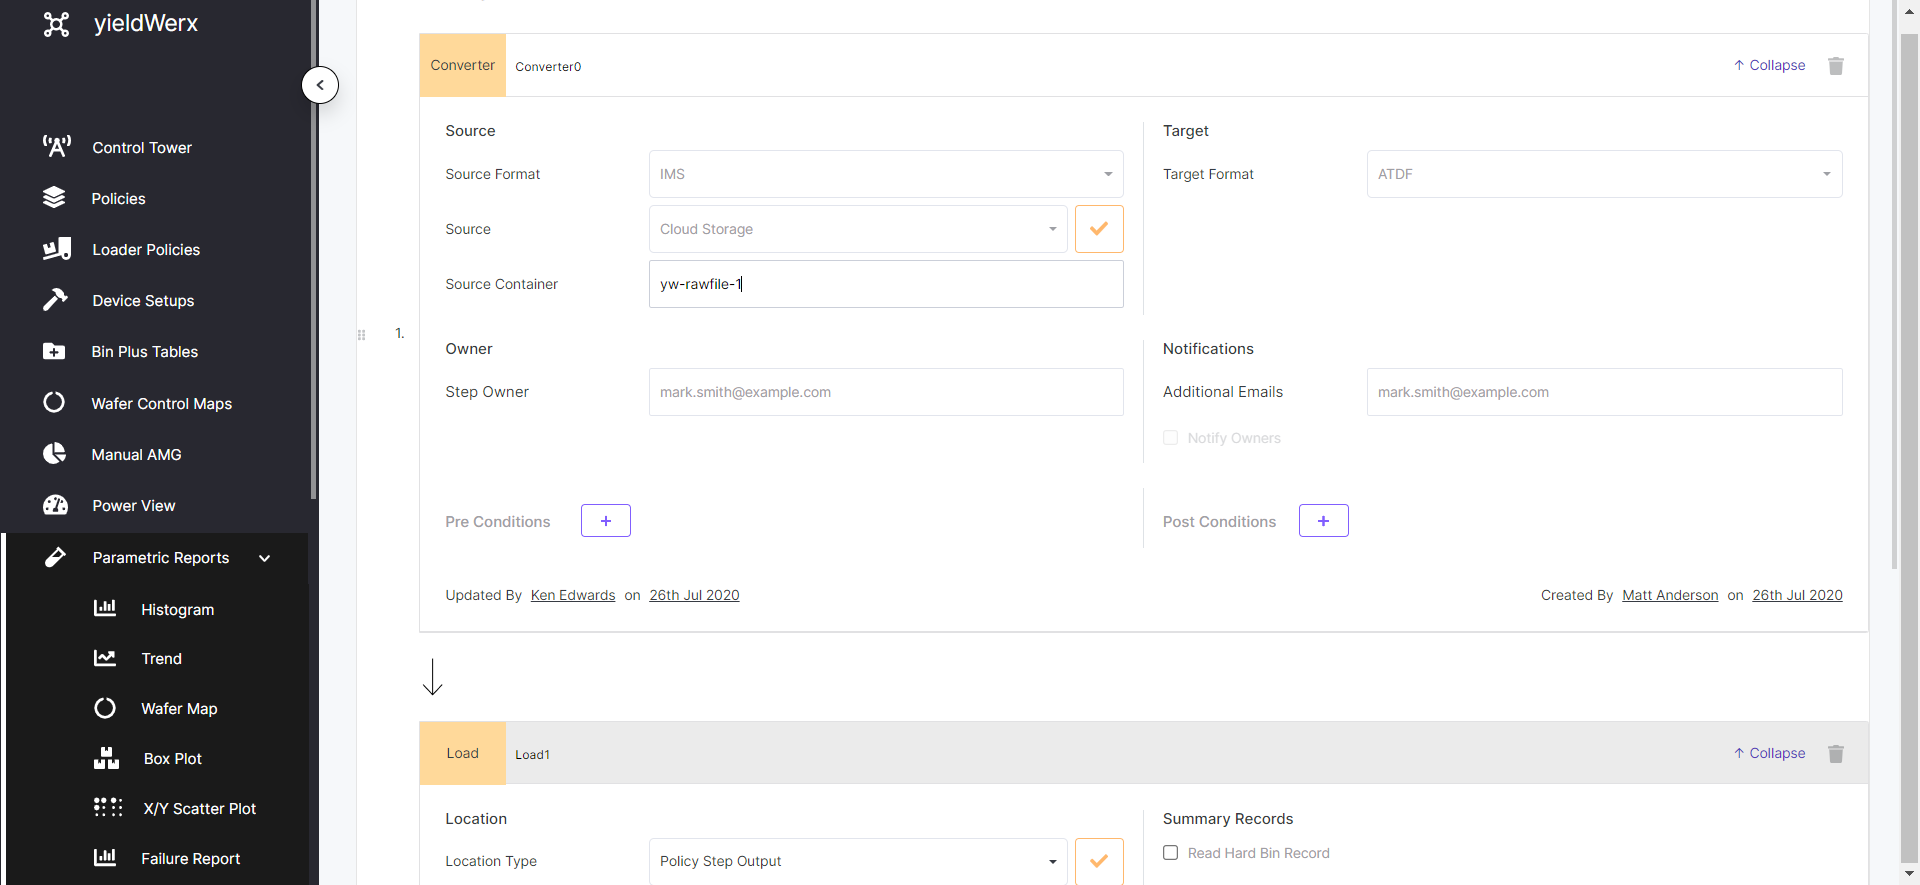 yieldWerx
Control Tower
Policies
Loader Policies
Device Setups
Bin Plus Tables
Wafer Control Maps
Manual AMG
Power View
Parametric Reports
Histogram
Trend
Wafer Map
Box Plot
X/Y Scatter Plot
Failure Report
1.
Converter
Converter0
↑ Collapse
Source
Source Format
IMS
Source
Cloud Storage
Source Container
yw-rawfile-1
Target
Target Format
ATDF
Owner
Step Owner
mark.smith@example.com
Notifications
Additional Emails
mark.smith@example.com
Notify Owners
Pre Conditions +
Post Conditions +
Updated By Ken Edwards on 26th Jul 2020
Created By Matt Anderson on 26th Jul 2020
Load
Load1
↑ Collapse
Location
Location Type
Policy Step Output
Summary Records
Read Hard Bin Record